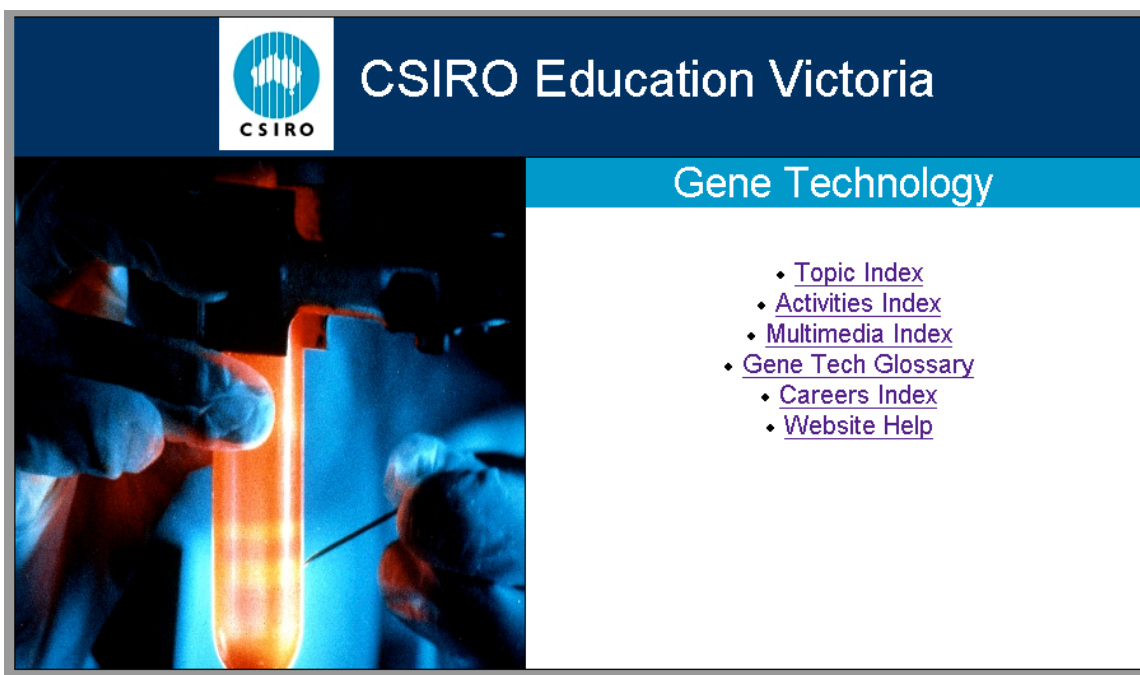 CSIRO
CSIRO Education Victoria
Gene Technology
Topic Index
Activities Index
Multimedia Index
Gene Tech Glossary
Careers Index
Website Help